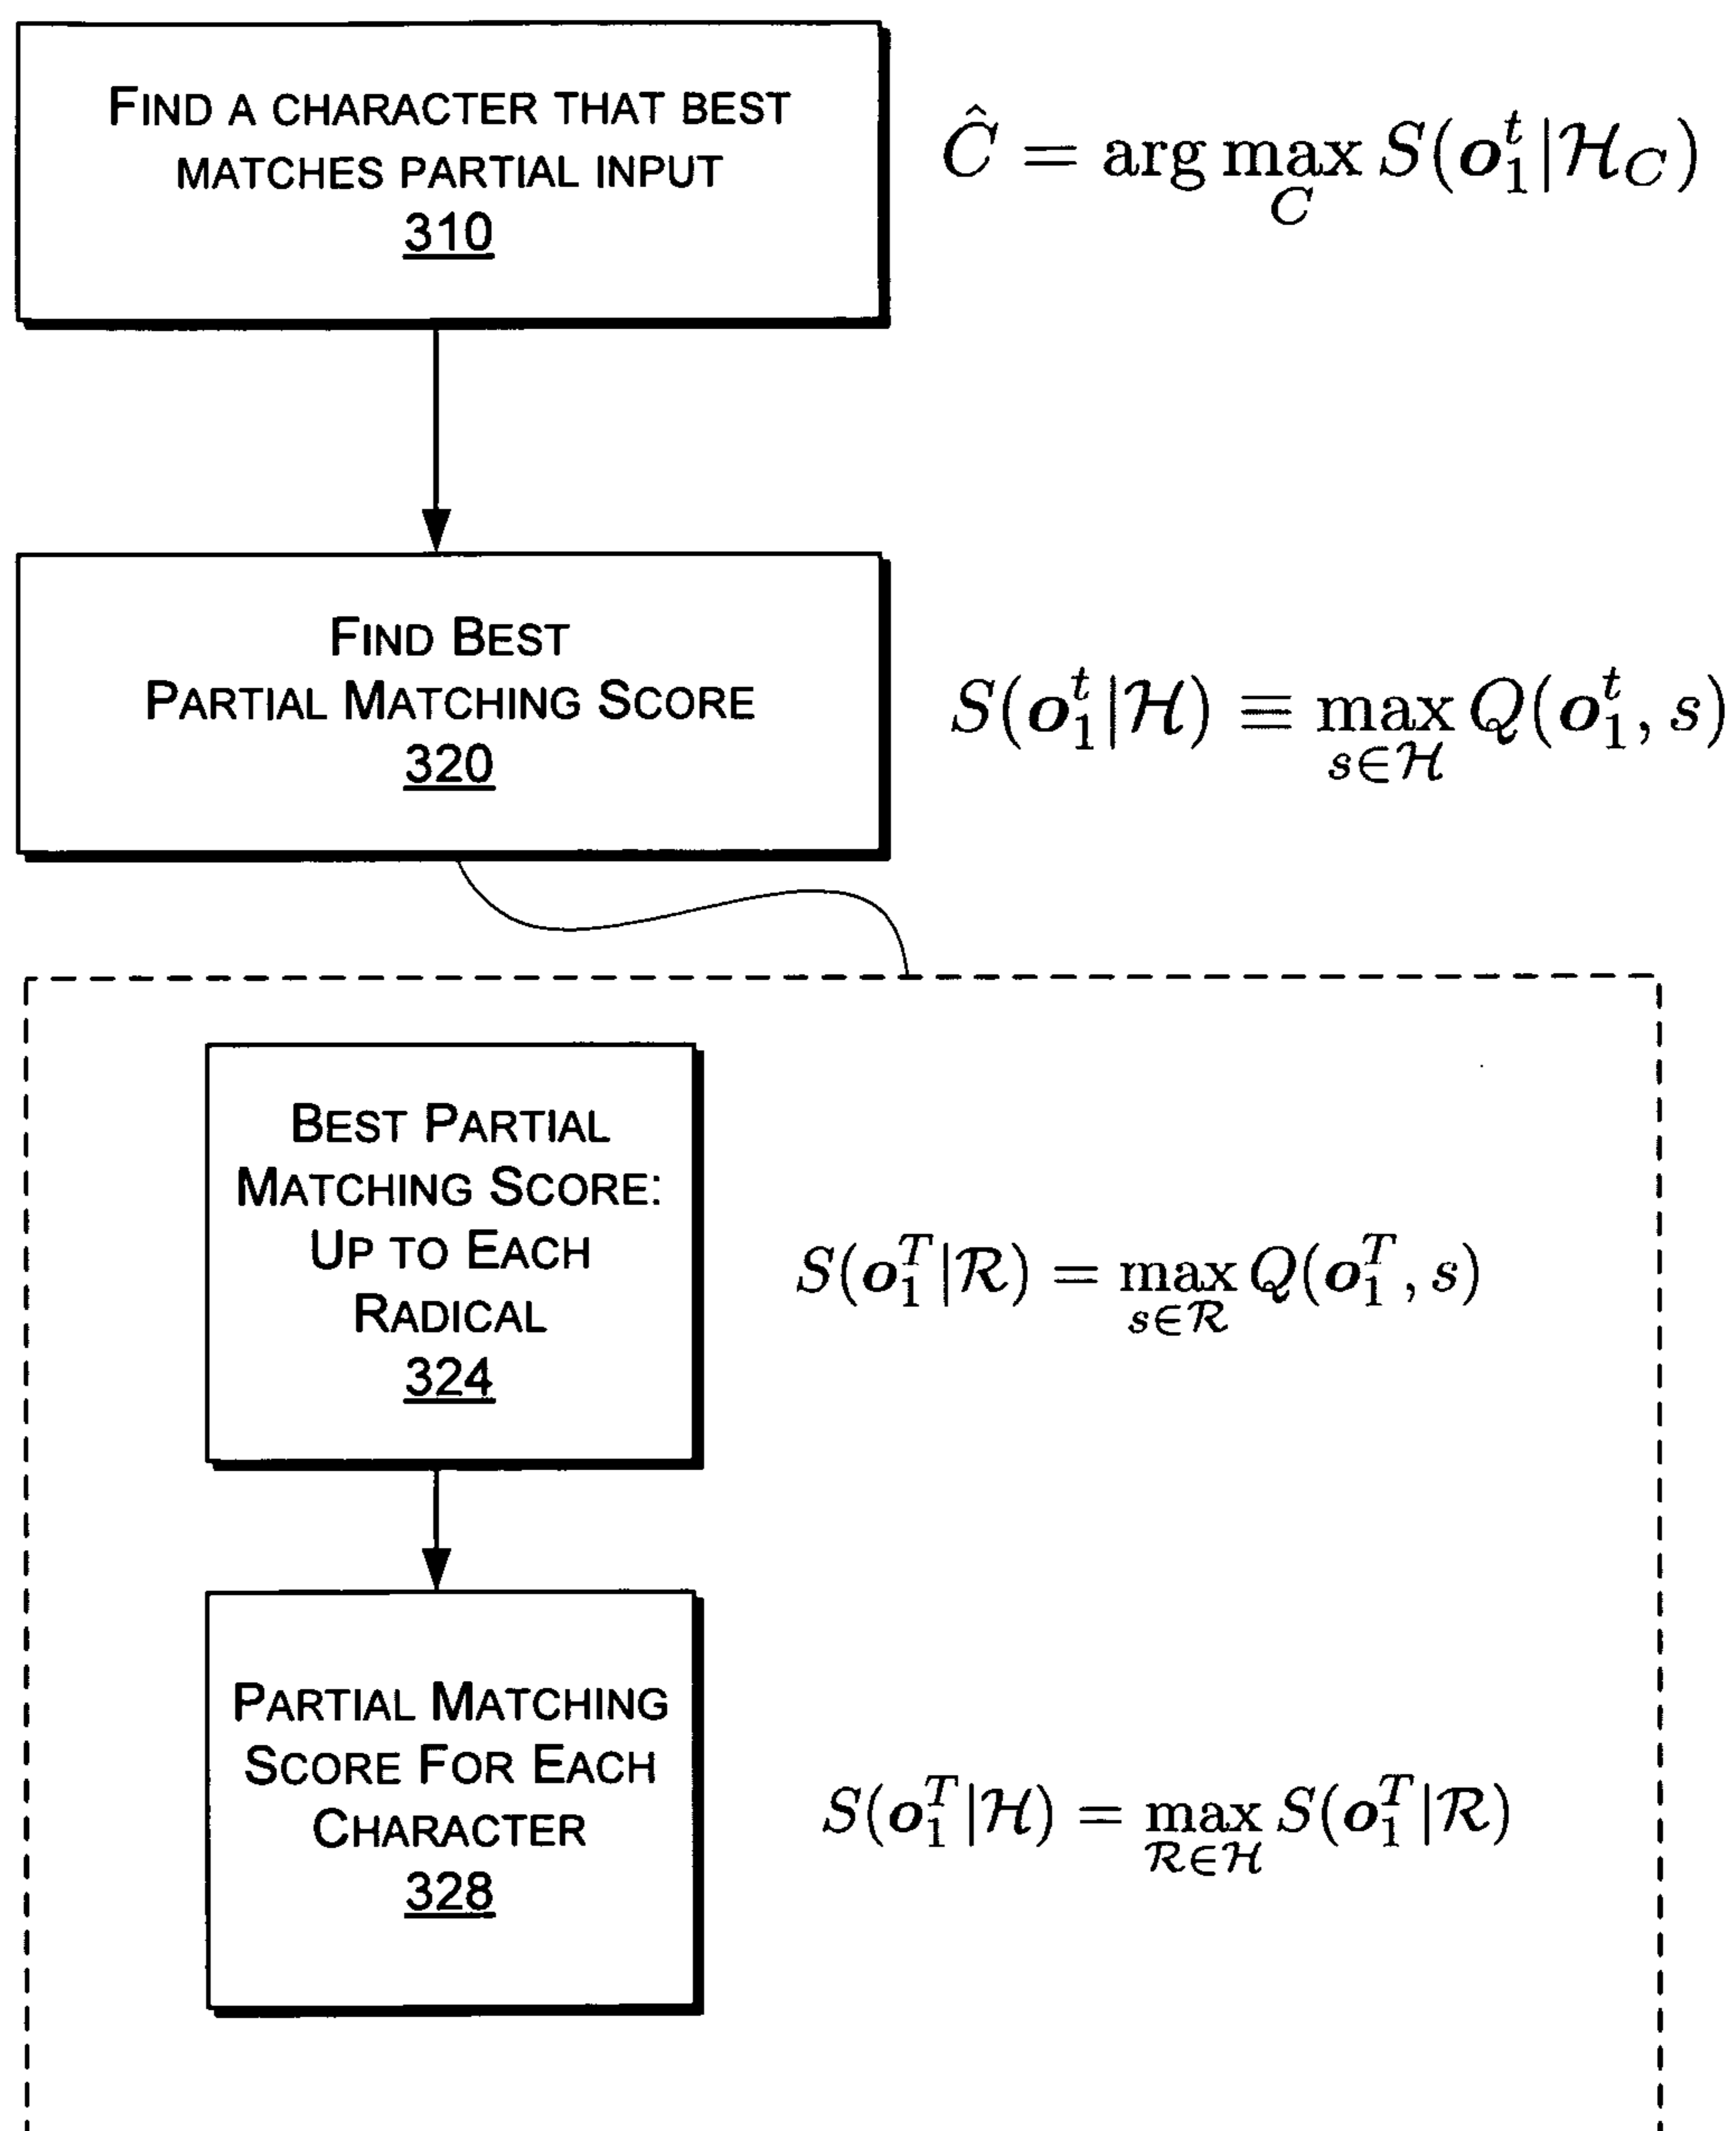 FIND A CHARACTER THAT BEST
MATCHES PARTIAL INPUT
310
Ĉ = arg max_C S(o_1^t|ℋ_C)
FIND BEST
PARTIAL MATCHING SCORE
320
S(o_1^t|ℋ) ≡ max_{s∈ℋ} Q(o_1^t, s)
BEST PARTIAL
MATCHING SCORE:
UP TO EACH
RADICAL
324
S(o_1^T|ℛ) = max_{s∈ℛ} Q(o_1^T, s)
PARTIAL MATCHING
SCORE FOR EACH
CHARACTER
328
S(o_1^T|ℋ) = max_{ℛ∈ℋ} S(o_1^T|ℛ)